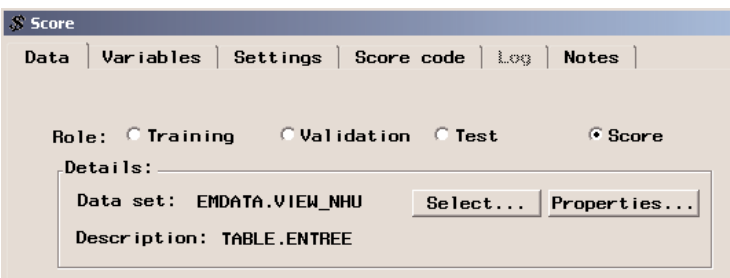 Score
Data Variables Settings Score code Log Notes
Role: Training Validation Test Score
Details:
Data set: EMDATA.VIEW_NHU Select... Properties...
Description: TABLE.ENTREE